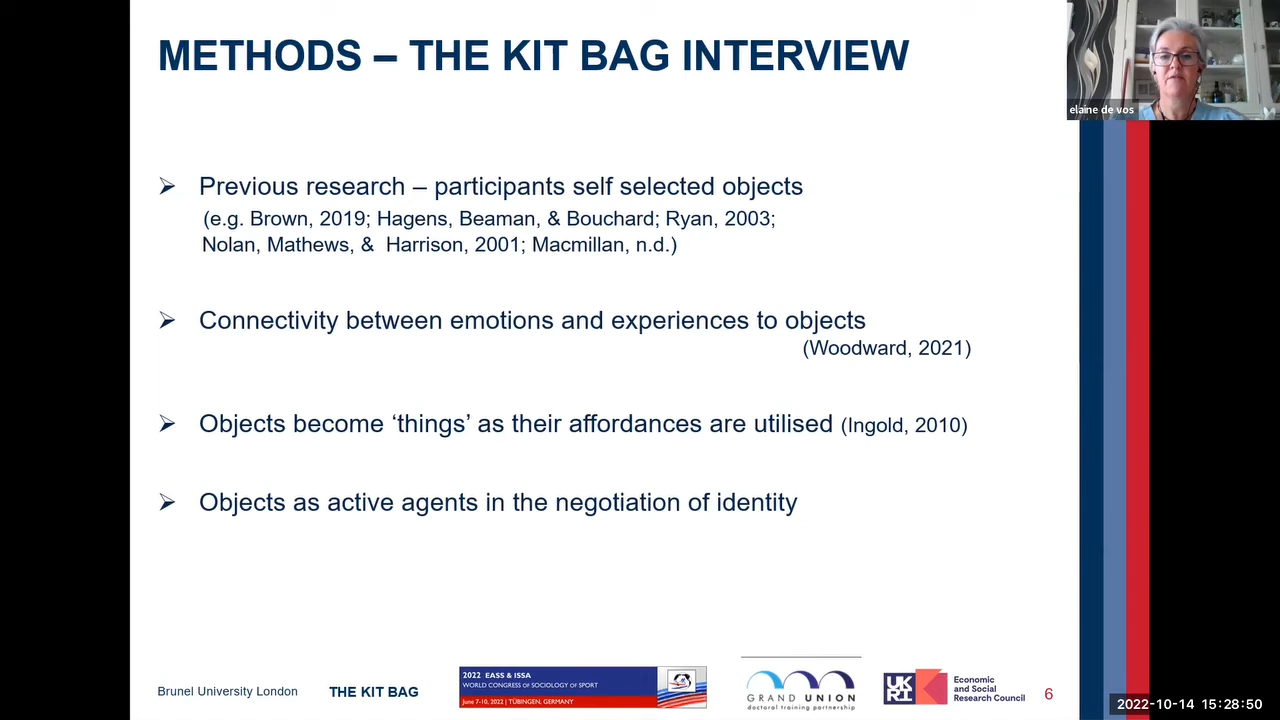 METHODS – THE KIT BAG INTERVIEW
elaine de vos
➢ Previous research – participants self selected objects
(e.g. Brown, 2019; Hagens, Beaman, & Bouchard; Ryan, 2003;
Nolan, Mathews, & Harrison, 2001; Macmillan, n.d.)
➢ Connectivity between emotions and experiences to objects
(Woodward, 2021)
➢ Objects become ‘things’ as their affordances are utilised (Ingold, 2010)
➢ Objects as active agents in the negotiation of identity
Brunel University London
THE KIT BAG
2022 EASS & ISSA
WORLD CONGRESS OF SOCIOLOGY OF SPORT
June 7-10, 2022 | TÜBINGEN, GERMANY
GRAND UNION
doctoral training partnership
UKRI
Economic
and Social
Research Council
6
2022-10-14 15:28:50